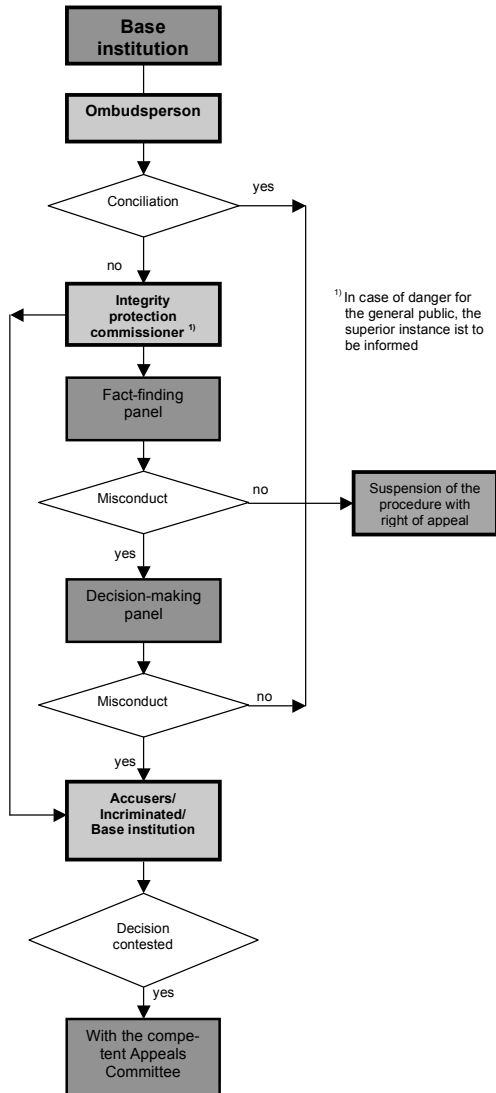 Base
institution
Ombudsperson
Conciliation
yes
no
Integrity
protection
commissioner 1)
1) In case of danger for
the general public, the
superior instance ist to
be informed
Fact-finding
panel
Misconduct
no
Suspension of the
procedure with
right of appeal
yes
Decision-making
panel
Misconduct
no
yes
Accusers/
Incriminated/
Base institution
Decision
contested
yes
With the compe-
tent Appeals
Committee